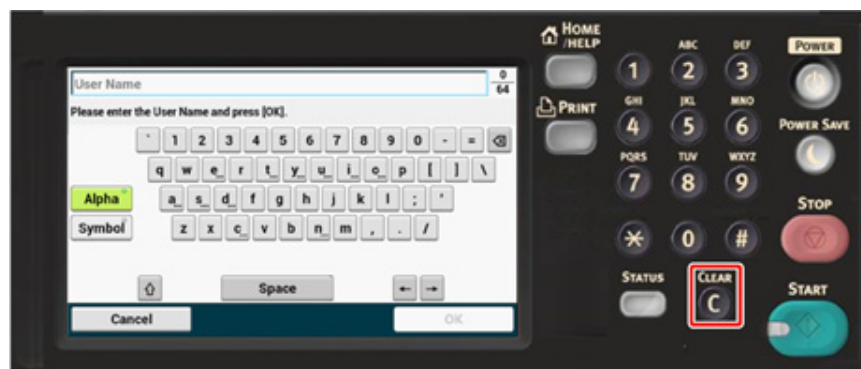 User Name
0
64
Please enter the User Name and press [OK].
` 1 2 3 4 5 6 7 8 9 0 - =
q w e r t y u i o p [ ] \
Alpha
a s d f g h j k l ; '
Symbol
z x c v b n m , . /
Space
← →
Cancel
OK
HOME
/HELP
PRINT
ABC DEF
1 2 3
GHI JKL MNO
4 5 6
PQRS TUV WXYZ
7 8 9
* 0 #
STATUS
CLEAR
C
POWER
POWER SAVE
STOP
START